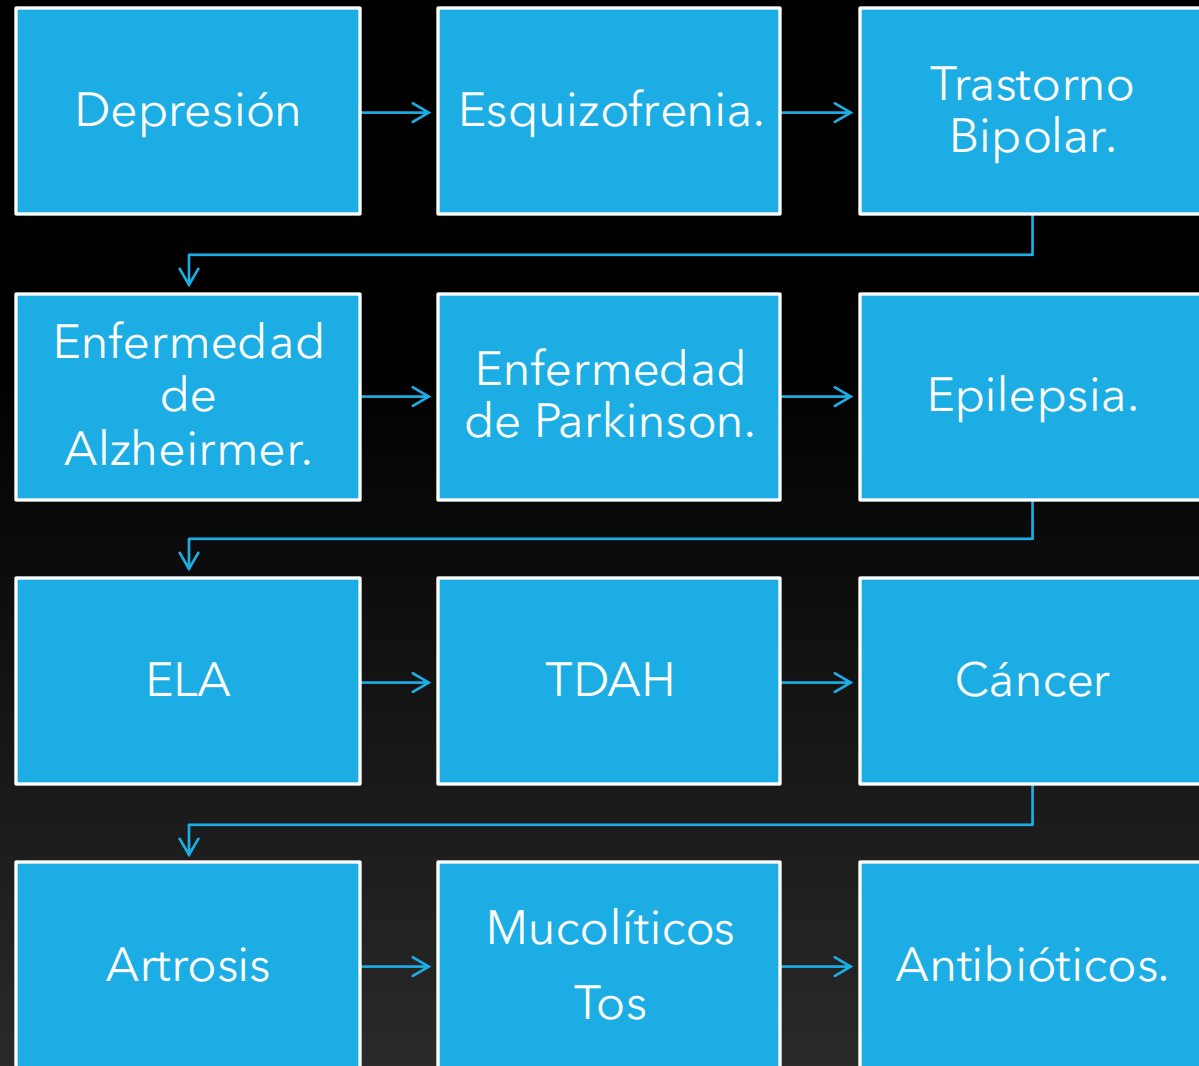 Depresión
Esquizofrenia.
Trastorno
Bipolar.
Enfermedad
de
Alzheirmer.
Enfermedad
de Parkinson.
Epilepsia.
ELA
TDAH
Cáncer
Artrosis
Mucolíticos
Tos
Antibióticos.